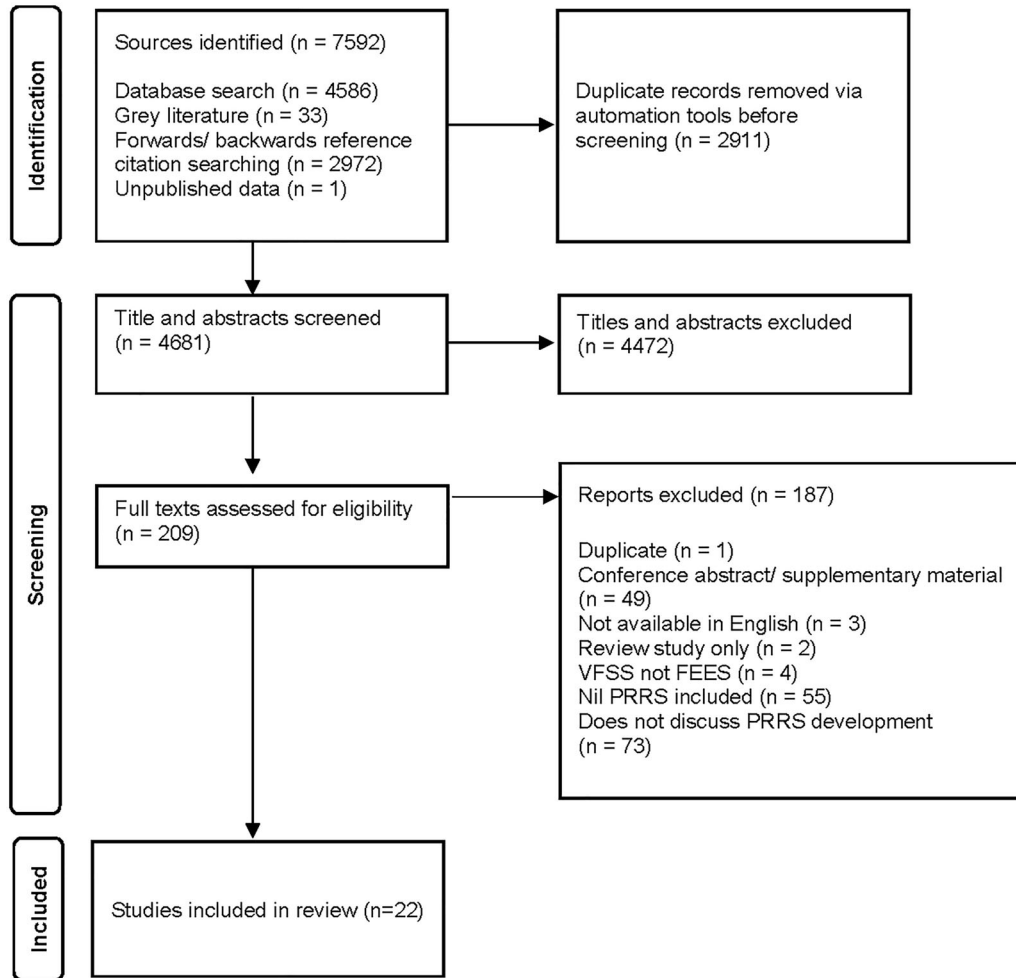 Identification
Sources identified (n = 7592)
Database search (n = 4586)
Grey literature (n = 33)
Forwards/ backwards reference
citation searching (n = 2972)
Unpublished data (n = 1)
Duplicate records removed via
automation tools before
screening (n = 2911)
Screening
Title and abstracts screened
(n = 4681)
Titles and abstracts excluded
(n = 4472)
Full texts assessed for eligibility
(n = 209)
Reports excluded (n = 187)
Duplicate (n = 1)
Conference abstract/ supplementary material
(n = 49)
Not available in English (n = 3)
Review study only (n = 2)
VFSS not FEES (n = 4)
Nil PRRS included (n = 55)
Does not discuss PRRS development
(n = 73)
Included
Studies included in review (n=22)